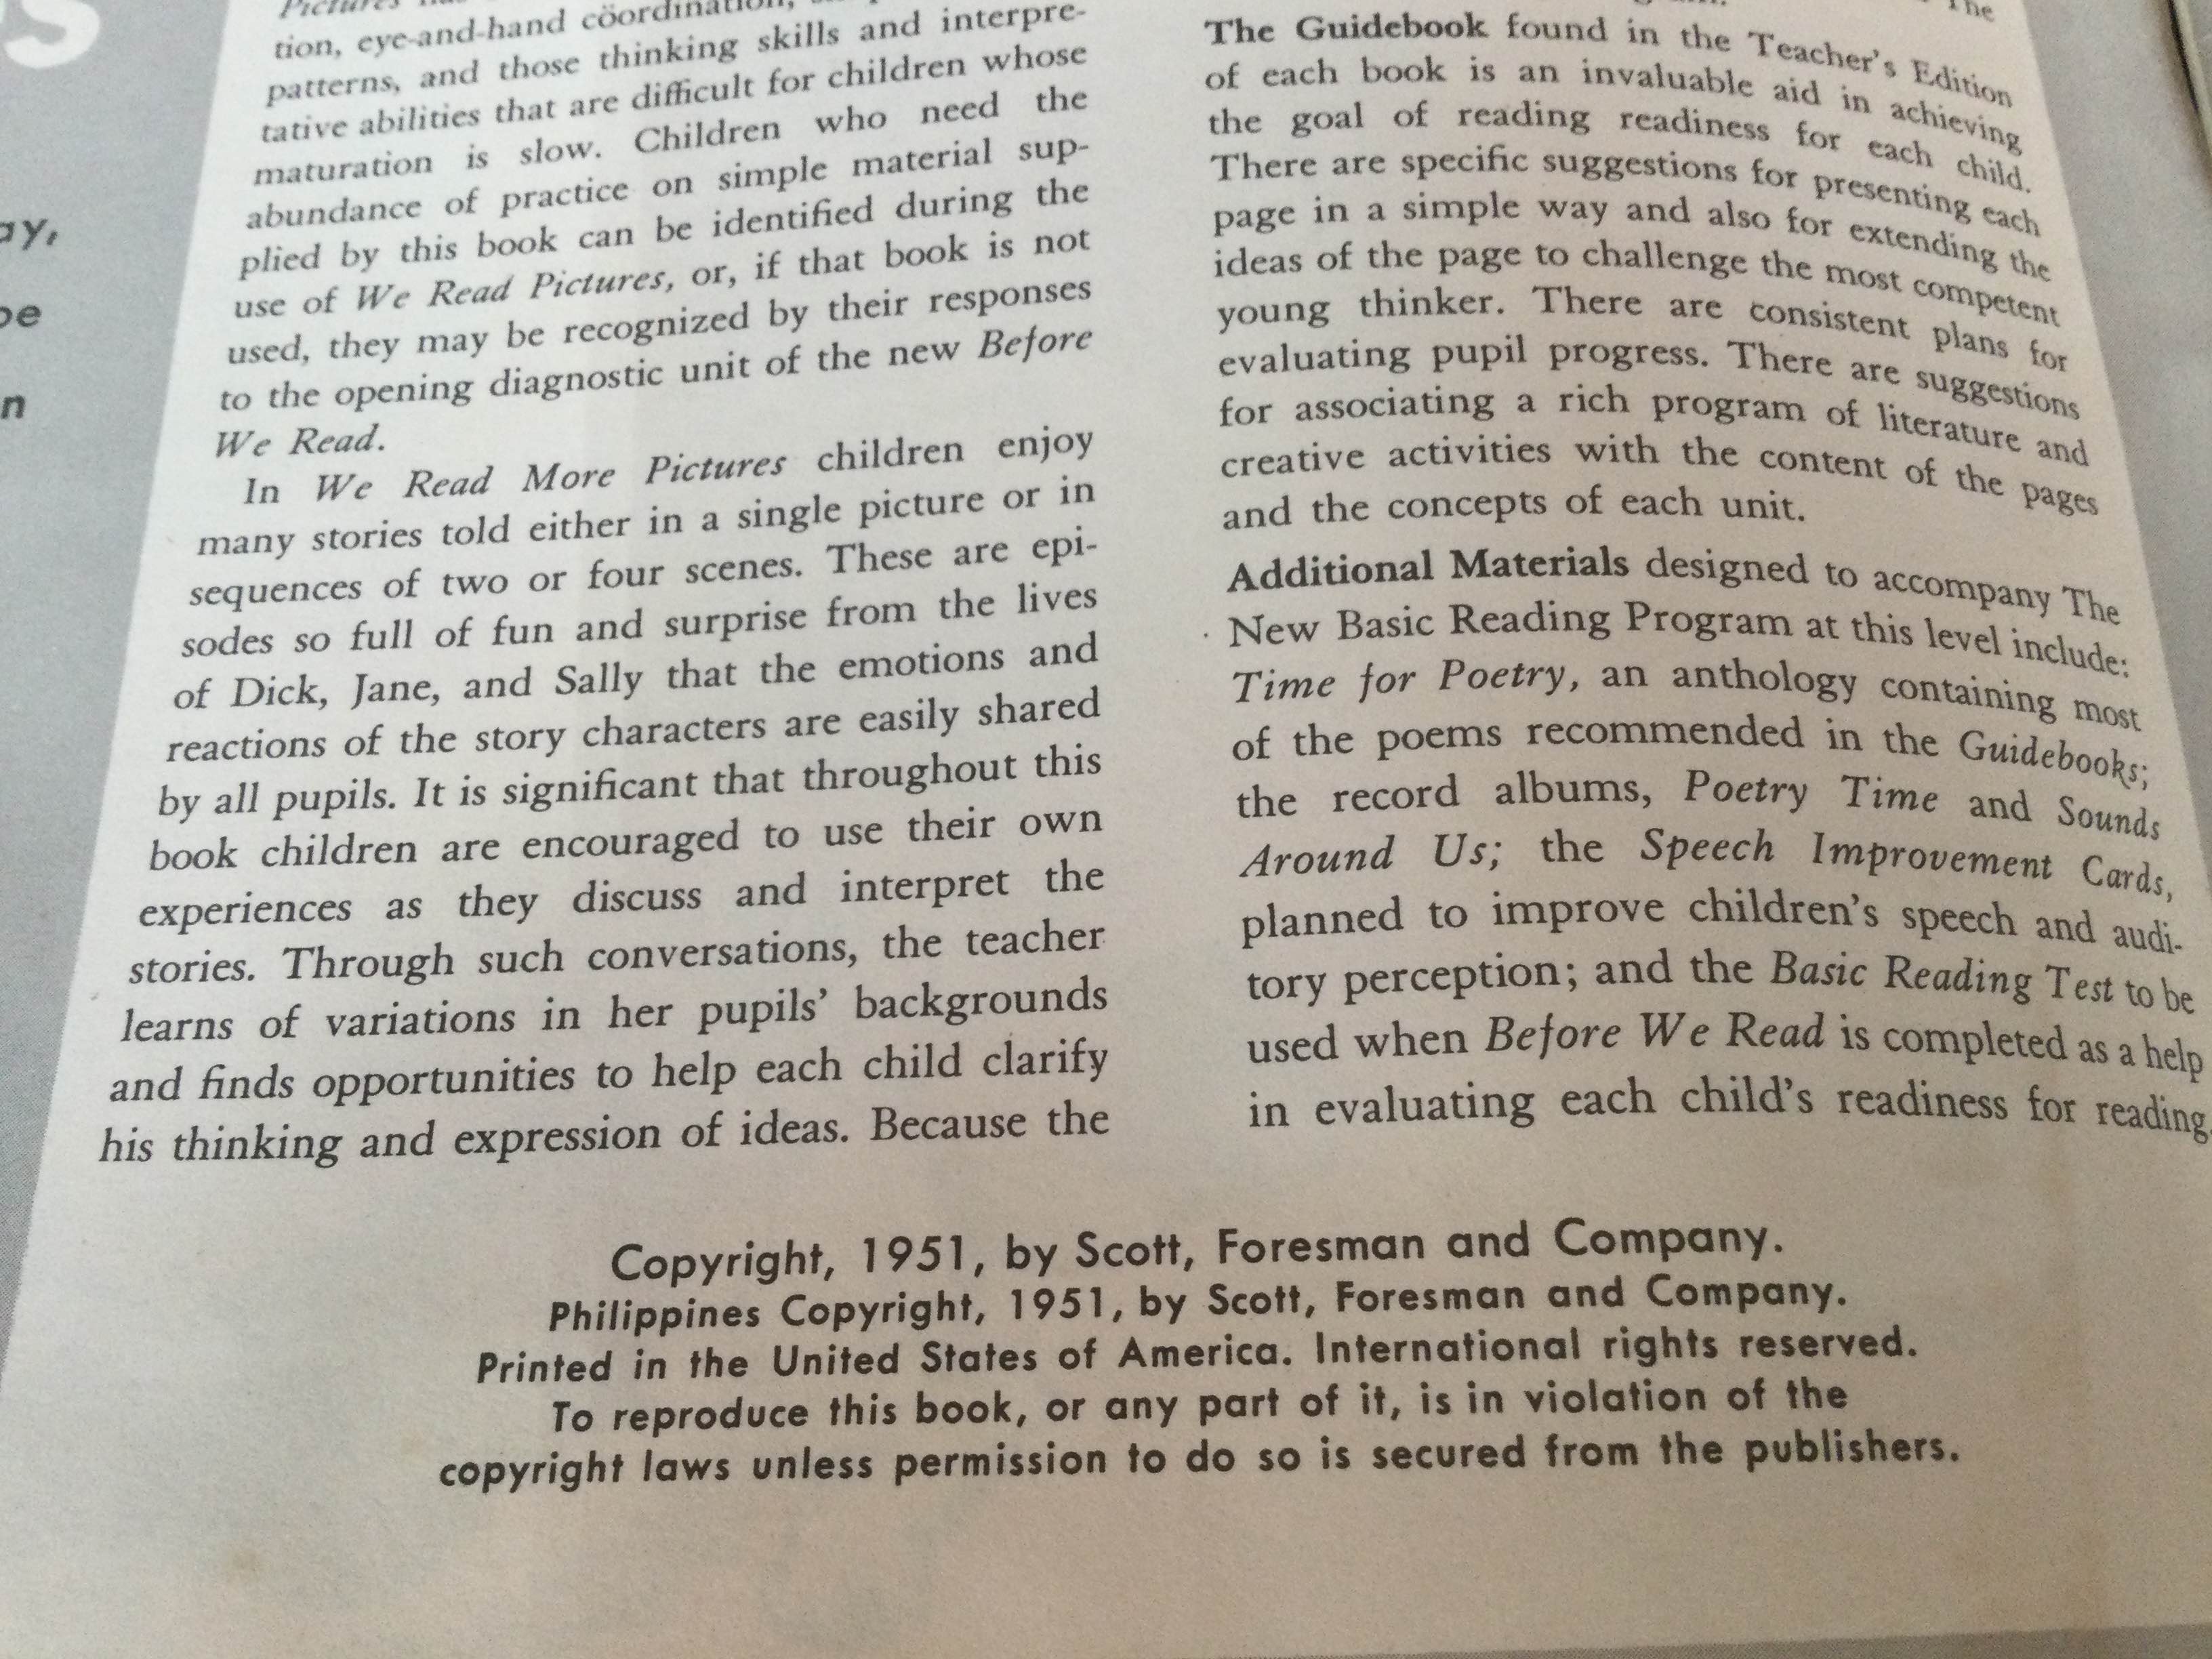 S
ay,
be
n
Pictures
tion, eye-and-hand coördination,
patterns, and those thinking skills and interpre-
tative abilities that are difficult for children whose
maturation is slow. Children who need the
abundance of practice on simple material sup-
plied by this book can be identified during the
use of We Read Pictures, or, if that book is not
used, they may be recognized by their responses
to the opening diagnostic unit of the new Before
We Read.
In We Read More Pictures children enjoy
many stories told either in a single picture or in
sequences of two or four scenes. These are epi-
sodes so full of fun and surprise from the lives
of Dick, Jane, and Sally that the emotions and
reactions of the story characters are easily shared
by all pupils. It is significant that throughout this
book children are encouraged to use their own
experiences as they discuss and interpret the
stories. Through such conversations, the teacher
learns of variations in her pupils' backgrounds
and finds opportunities to help each child clarify
his thinking and expression of ideas. Because the
The
The Guidebook found in the Teacher's Edition
of each book is an invaluable aid in achieving
the goal of reading readiness for each child.
There are specific suggestions for presenting each
page in a simple way and also for extending the
ideas of the page to challenge the most competent
young thinker. There are consistent plans for
evaluating pupil progress. There are suggestions
for associating a rich program of literature and
creative activities with the content of the pages
and the concepts of each unit.
Additional Materials designed to accompany The
New Basic Reading Program at this level include:
Time for Poetry, an anthology containing most
of the poems recommended in the Guidebooks;
the record albums, Poetry Time and Sounds
Around Us; the Speech Improvement Cards,
planned to improve children's speech and audi-
tory perception; and the Basic Reading Test to be
used when Before We Read is completed as a help
in evaluating each child's readiness for reading.
Copyright, 1951, by Scott, Foresman and Company.
Philippines Copyright, 1951, by Scott, Foresman and Company.
Printed in the United States of America. International rights reserved.
To reproduce this book, or any part of it, is in violation of the
copyright laws unless permission to do so is secured from the publishers.